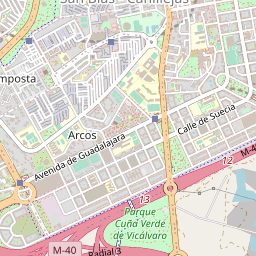 San Blas - Canillejas
mposta
Arcos
Avenida de Guadalajara
Calle de Suecia
M-40
12
13
Parque
Cuña Verde
de Vicálvaro
M-40
Radial 3